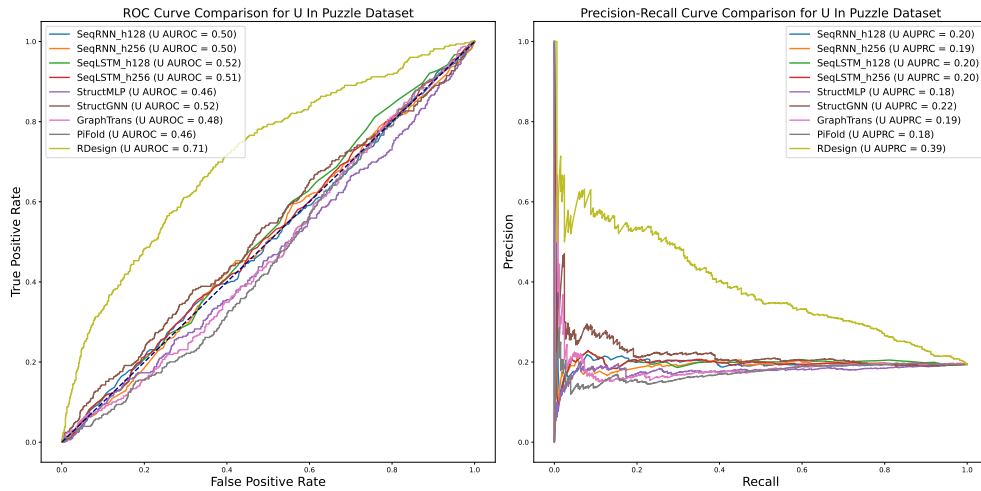 ROC Curve Comparison for U In Puzzle Dataset
SeqRNN_h128 (U AUROC = 0.50)
SeqRNN_h256 (U AUROC = 0.50)
SeqLSTM_h128 (U AUROC = 0.52)
SeqLSTM_h256 (U AUROC = 0.51)
StructMLP (U AUROC = 0.46)
StructGNN (U AUROC = 0.52)
GraphTrans (U AUROC = 0.48)
PiFold (U AUROC = 0.46)
RDesign (U AUROC = 0.71)
True Positive Rate
1.0
0.8
0.6
0.4
0.2
0.0
0.0 0.2 0.4 0.6 0.8 1.0
False Positive Rate
Precision-Recall Curve Comparison for U In Puzzle Dataset
SeqRNN_h128 (U AUPRC = 0.20)
SeqRNN_h256 (U AUPRC = 0.19)
SeqLSTM_h128 (U AUPRC = 0.20)
SeqLSTM_h256 (U AUPRC = 0.20)
StructMLP (U AUPRC = 0.18)
StructGNN (U AUPRC = 0.22)
GraphTrans (U AUPRC = 0.19)
PiFold (U AUPRC = 0.18)
RDesign (U AUPRC = 0.39)
Precision
1.0
0.8
0.6
0.4
0.2
0.0
0.0 0.2 0.4 0.6 0.8 1.0
Recall